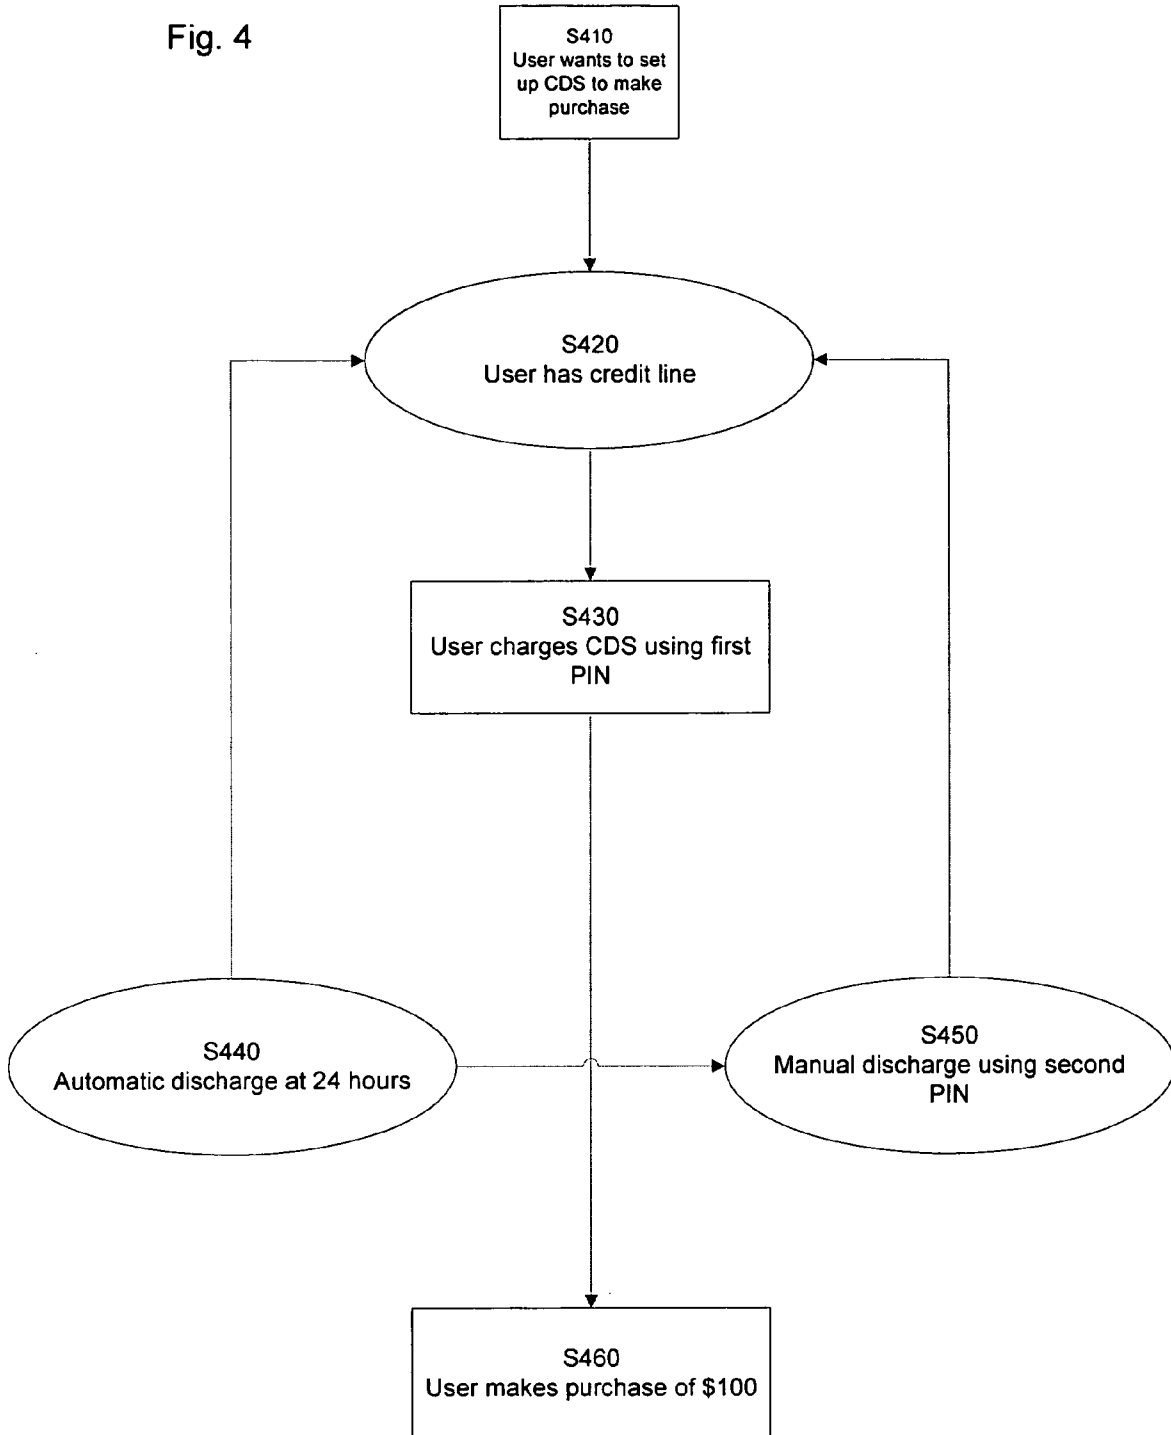 Fig. 4
S410
User wants to set
up CDS to make
purchase
S420
User has credit line
S430
User charges CDS using first
PIN
S440
Automatic discharge at 24 hours
S450
Manual discharge using second
PIN
S460
User makes purchase of $100